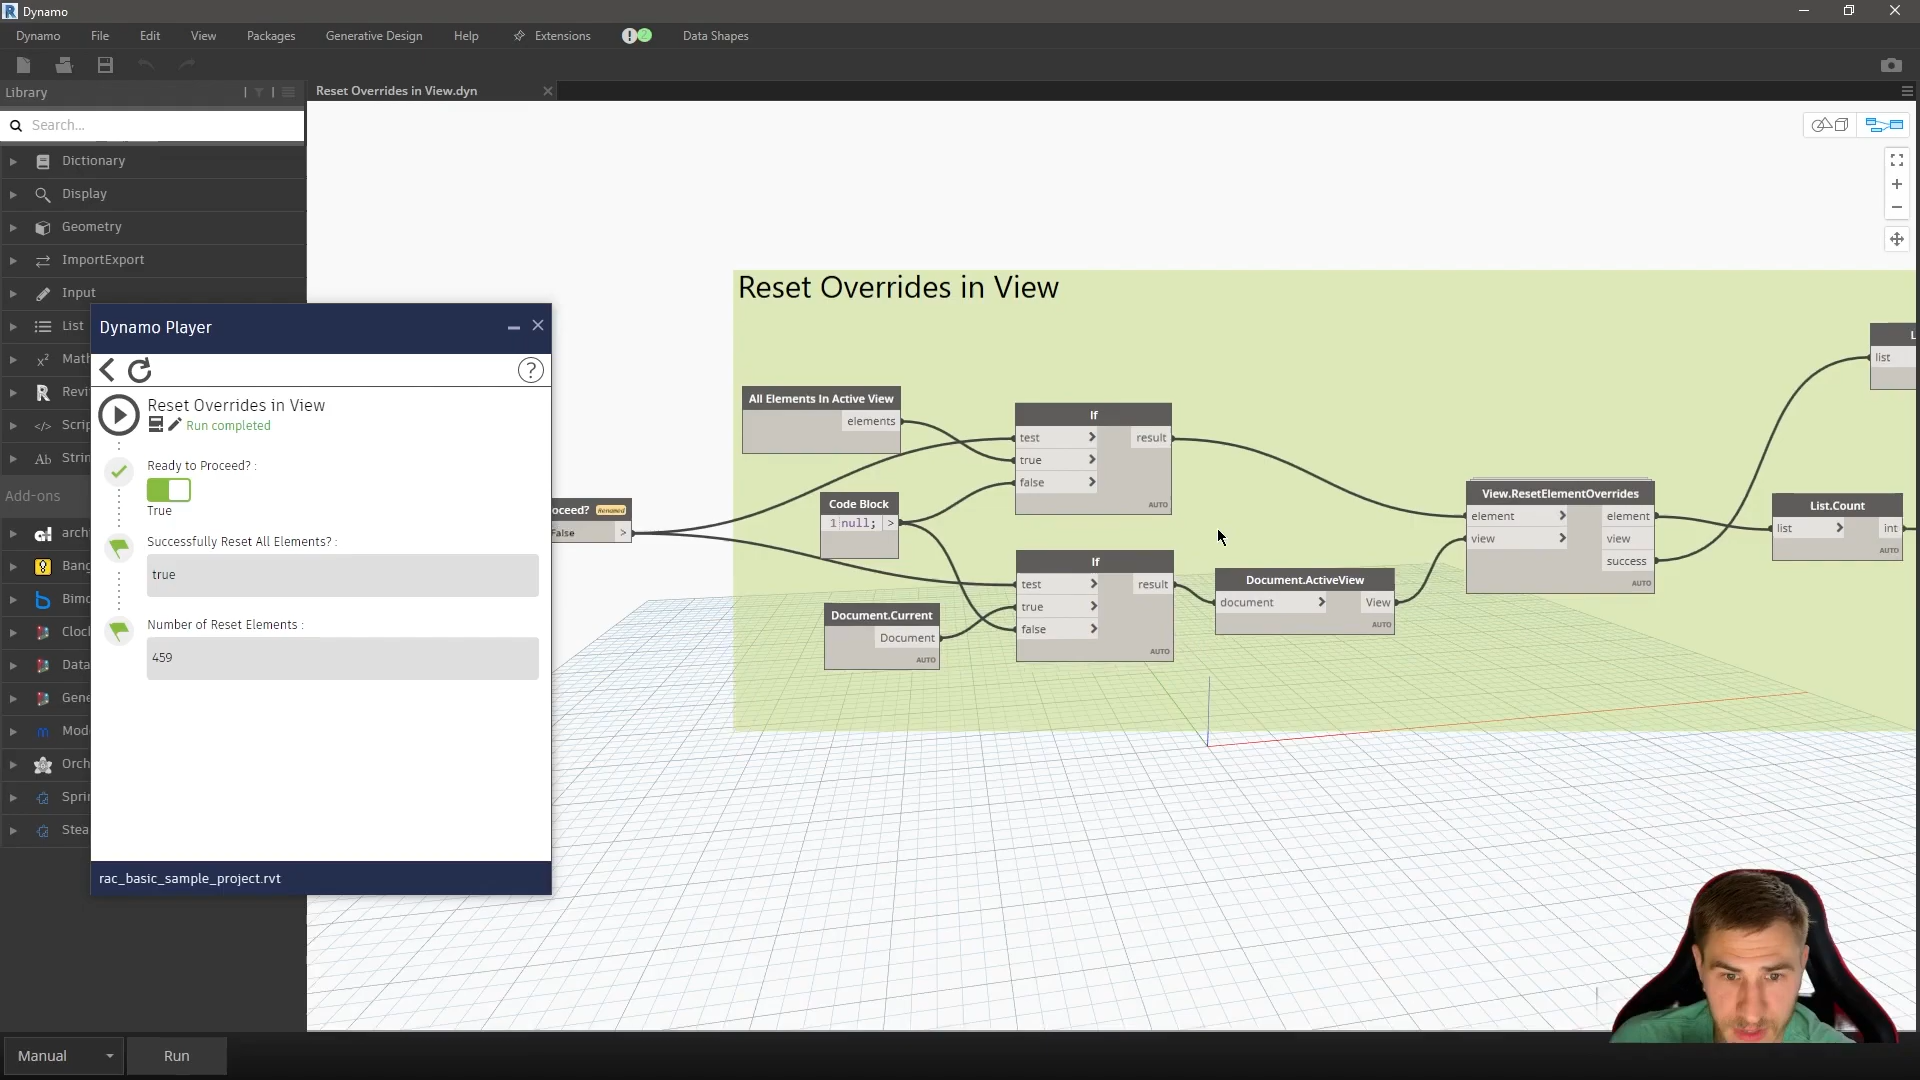 Dynamo
Dynamo File Edit View Packages Generative Design Help Extensions Data Shapes
Library
Reset Overrides in View.dyn
Search...
Dictionary
Display
Geometry
ImportExport
Input
List
Math
Revi
Scrip
Strin
Add-ons
arch
Bang
Bimo
Cloc
Data
Gene
Mod
Orch
Sprin
Stea
Dynamo Player
Reset Overrides in View
Run completed
Ready to Proceed? :
True
Successfully Reset All Elements? :
true
Number of Reset Elements :
459
rac_basic_sample_project.rvt
Reset Overrides in View
oceed? Renamed
False >
All Elements In Active View
elements
Code Block
1 null; >
Document.Current
Document
AUTO
If
test > result
true >
false >
AUTO
If
test > result
true >
false >
AUTO
Document.ActiveView
document > View
AUTO
View.ResetElementOverrides
element > element
view > view
success
AUTO
L
list
List.Count
list > int
AUTO
Manual Run